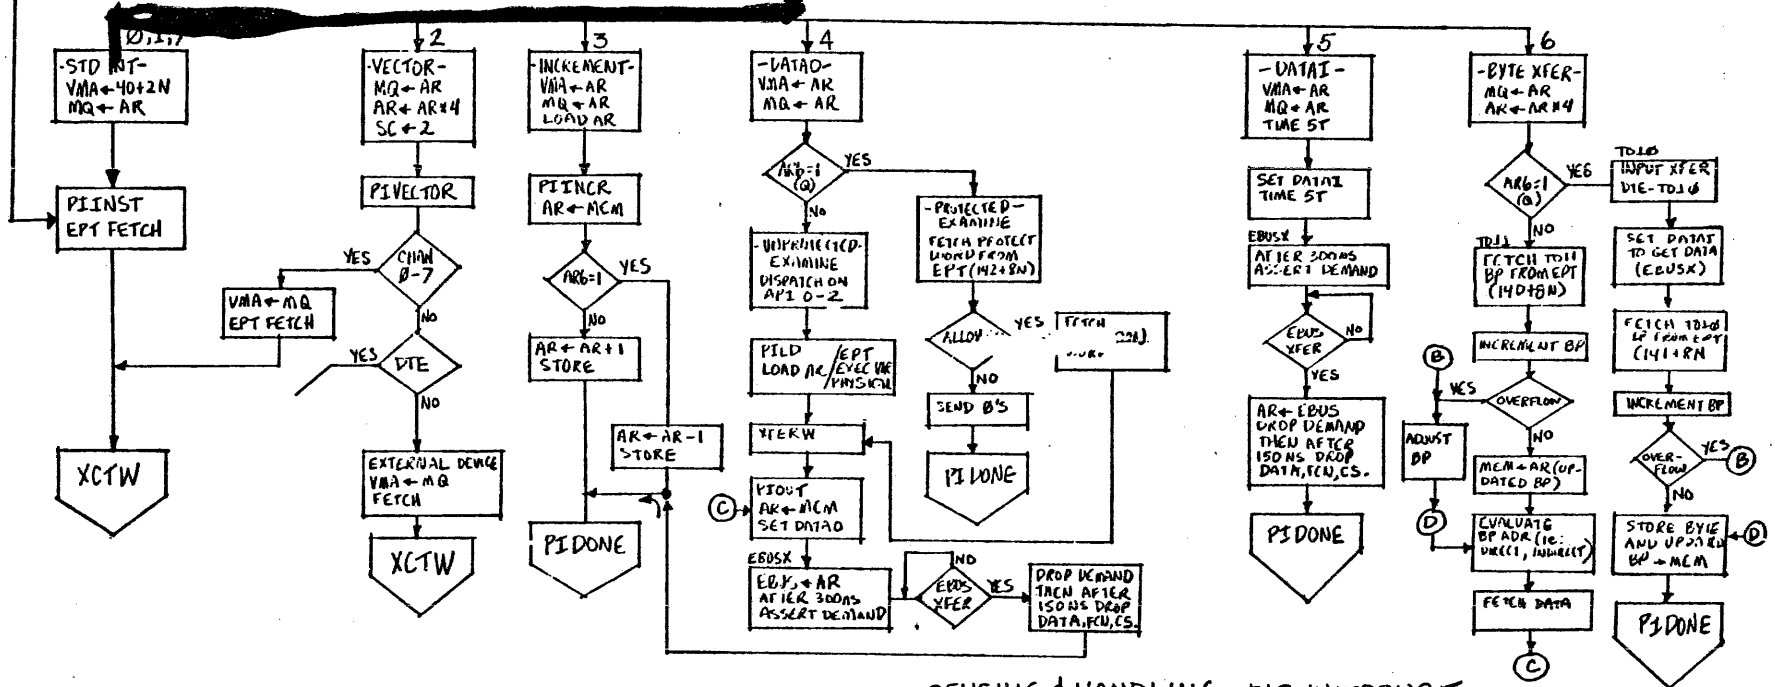 0,1,7
-STD INT-
VMA←40+2N
MQ←AR
PIINST
EPT FETCH
XCTW
2
-VECTOR-
MQ←AR
AR←AR*4
SC←2
PIVECTOR
CHAN
0-7
YES
NO
VMA←MQ
EPT FETCH
DTE
YES
NO
EXTERNAL DEVICE
VMA←MQ
FETCH
XCTW
3
-INCREMENT-
VMA←AR
MQ←AR
LOAD AR
PIINCR
AR←MEM
AR6=1
YES
NO
AR←AR+1
STORE
AR←AR-1
STORE
PIDONE
4
-DATAO-
VMA←AR
MQ←AR
AR6=1
(Q)
YES
NO
-UNPROTECTED-
EXAMINE
DISPATCH ON
API 0-2
PILD
LOAD AR/EPT
EXEC VIR
PHYSICAL
XFERW
C
PIOUT
AR←MEM
SET DATAO
EBUSX
EBUS←AR
AFTER 300NS
ASSERT DEMAND
EBUS
XFER
NO
YES
DROP DEMAND
THEN AFTER
150NS DROP
DATA,FCN,CS.
-PROTECTED-
EXAMINE
FETCH PROTECT
WORD FROM
EPT(142+8N)
ALLOW
YES
NO
FETCH
SEND Ø'S
PIDONE
5
-DATAI-
VMA←AR
MQ←AR
TIME 5T
SET DATAI
TIME 5T
EBUSX
AFTER 300NS
ASSERT DEMAND
EBUS
XFER
NO
YES
AR←EBUS
DROP DEMAND
THEN AFTER
150NS DROP
DATA,FCN,CS.
PIDONE
6
-BYTE XFER-
MQ←AR
AR←AR*4
AR6=1
(Q)
YES
NO
TO10
INPUT XFER
DTE-TO10
SET DATAI
TO GET DATA
(EBUSX)
FETCH TO10
BP FROM EPT
(141+8N
INCREMENT BP
OVER-
FLOW
YES
B
NO
STORE BYTE
AND UPDATED
BP→MEM
D
PIDONE
TO11
FETCH TO11
BP FROM EPT
(140+8N)
INCREMENT BP
OVERFLOW
YES
NO
B
ADJUST
BP
D
MEM←AR(UP-
DATED BP)
EVALUATE
BP ADR (ie.
DIRECT, INDIRECT)
FETCH DATA
C